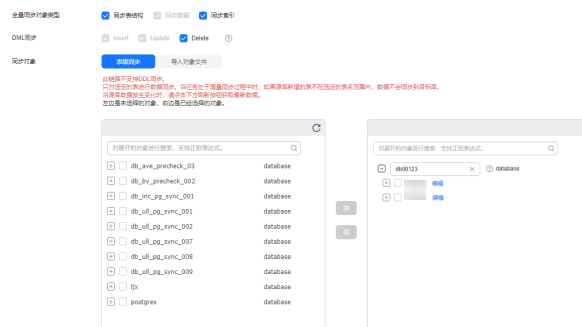 全量同步对象类型 同步表结构 同步数据 同步索引
DML同步 Insert Update Delete
同步对象 表级同步 导入对象文件
此链路不支持DDL同步。
只对选定的表进行数据同步。当任务处于增量同步过程中时，如果源库新增的表不在选定的表名范围内，数据不会同步到目标库。
当源数据发生变化时，请点击下方刷新按钮获取最新数据。
左边是未选择的对象，右边是已经选择的对象。
对展开的对象进行搜索，支持正则表达式。
db_ave_precheck_03 database
db_by_precheck_002 database
db_inc_pg_sync_001 database
db_ull_pg_sync_001 database
db_ull_pg_sync_002 database
db_ull_pg_sync_007 database
db_ull_pg_sync_008 database
db_ull_pg_sync_009 database
ljx database
postgres database
对展开的对象进行搜索，支持正则表达式。
db00123 database
编辑
编辑